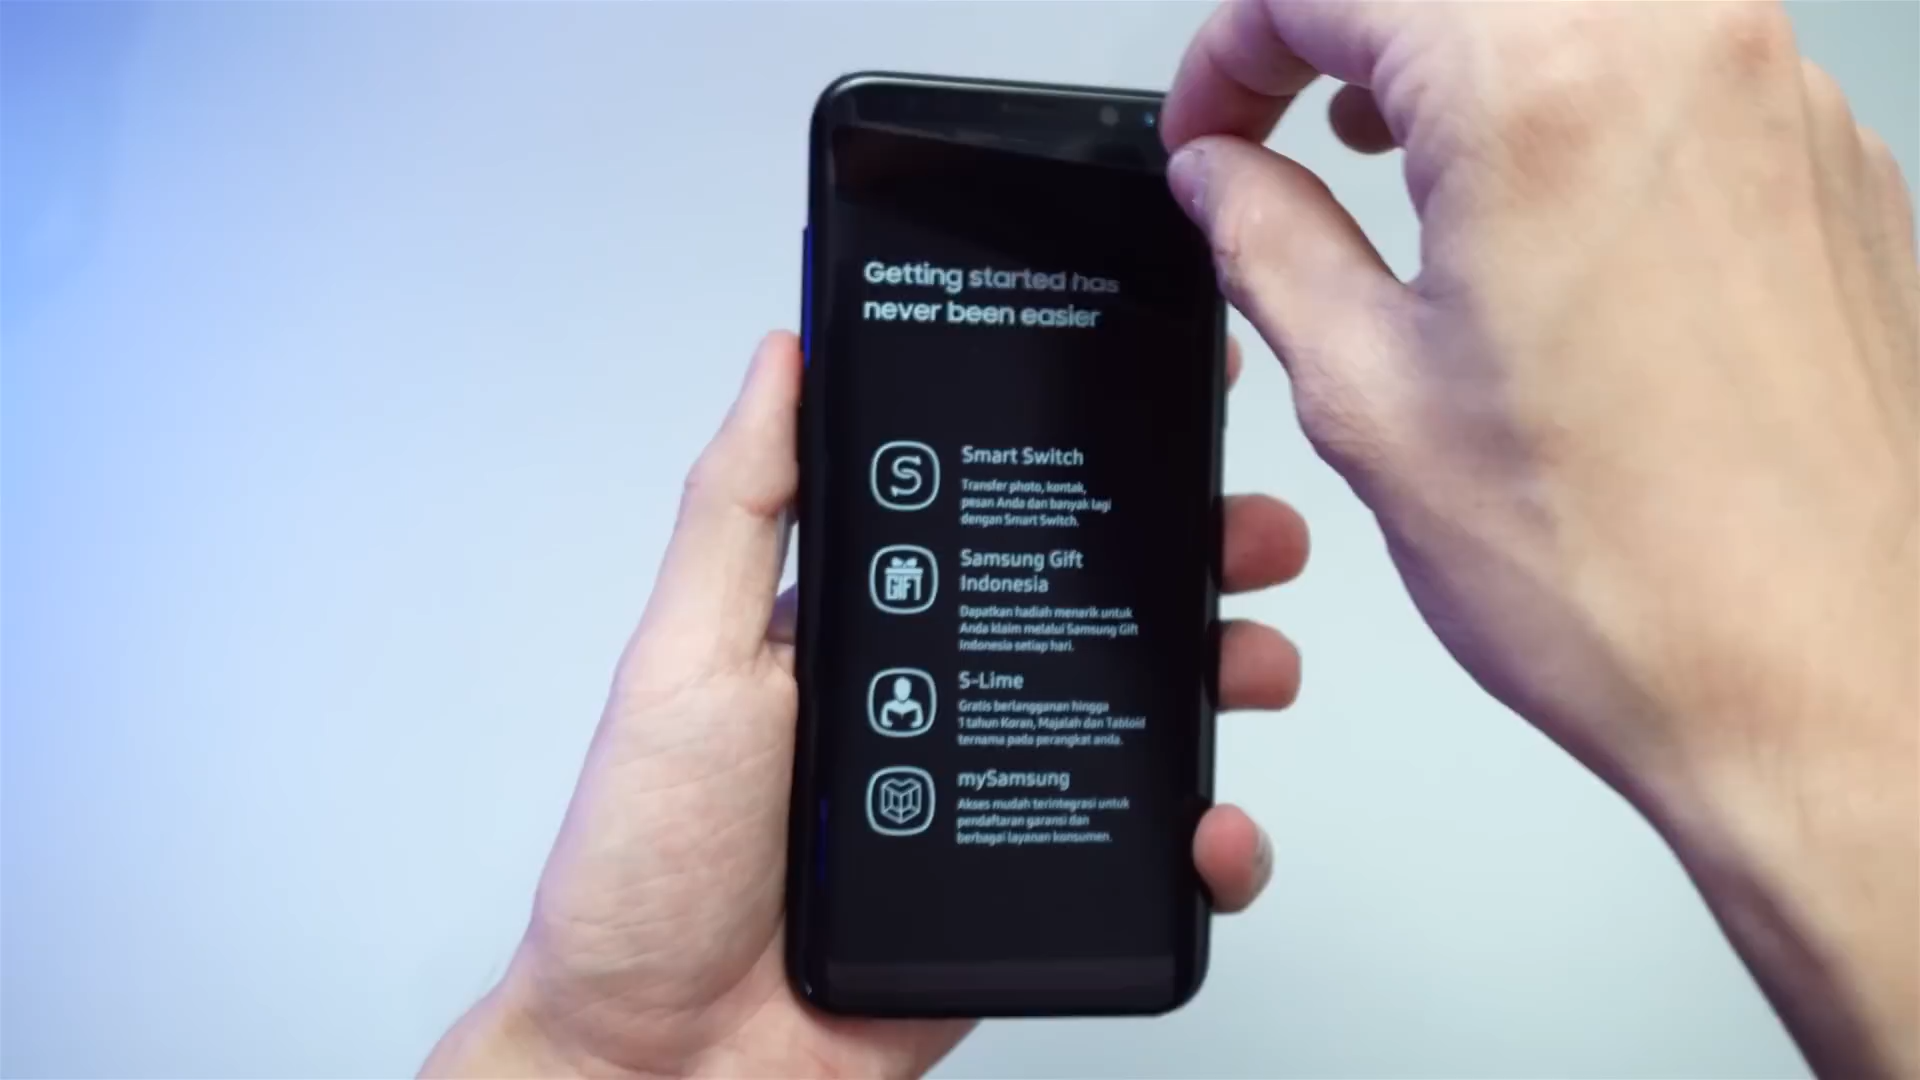 Getting started has
never been easier
Smart Switch
Transfer photo, kontak,
pesan Anda dan banyak lagi
dengan Smart Switch.
GIFT
Samsung Gift
Indonesia
Dapatkan hadiah menarik untuk
Anda klaim melalui Samsung Gift
Indonesia setiap hari.
S-Lime
Gratis berlangganan hingga
1 tahun Koran, Majalah dan Tabloid
ternama pada perangkat anda.
mySamsung
Akses mudah terintegrasi untuk
pendaftaran garansi dan
berbagai layanan konsumen.